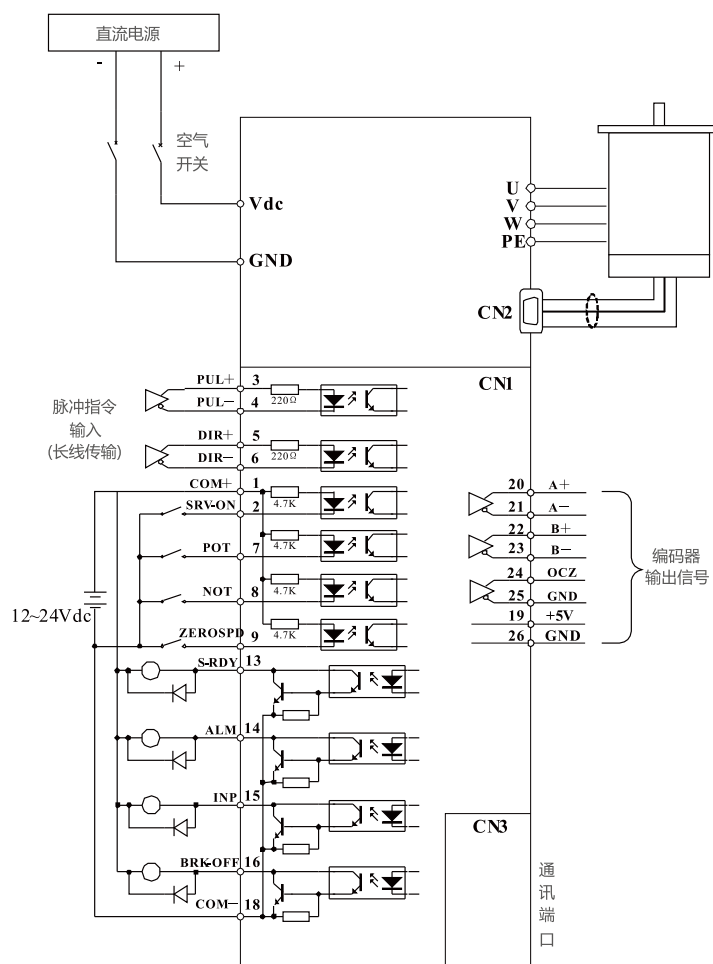 直流电源
- +
空气
开关
Vdc
GND
U
V
W
PE
CN2
CN1
脉冲指令
输入
(长线传输)
PUL+ 3
220Ω
PUL− 4
DIR+ 5
220Ω
DIR− 6
COM+ 1
SRV-ON 2
4.7K
POT 7
4.7K
NOT 8
4.7K
ZEROSPD 9
4.7K
12~24Vdc
S-RDY 13
ALM 14
INP 15
BRK-OFF 16
COM− 18
20 A+
21 A−
22 B+
23 B−
24 OCZ
25 GND
19 +5V
26 GND
编码器
输出信号
CN3
通
讯
端
口